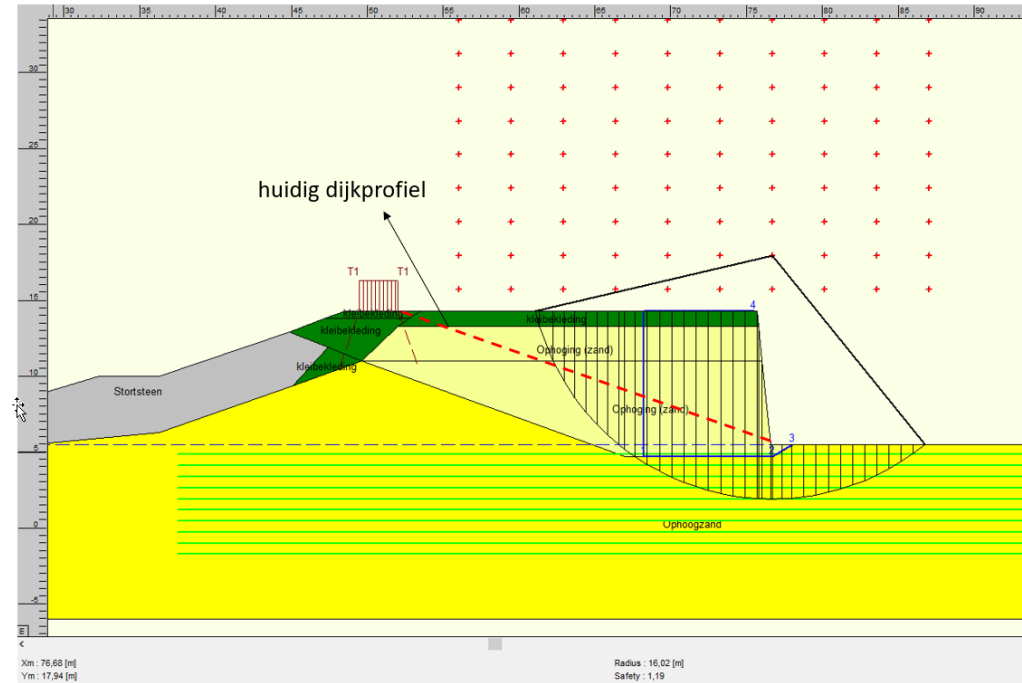 30 35 40 45 50 55 60 65 70 75 80 85 90
30
25
20
15
10
5
0
-5
huidig dijkprofiel
T1 T1
4
kleibekleding
kleibekleding
kleibekleding
kleibekleding
Ophoging (zand)
Stortsteen
Ophoging (zand)
3
2
Ophoogzand
m
<
Xm : 76,68 [m]
Radius : 16,02 [m]
Ym : 17,94 [m]
Safety : 1,19